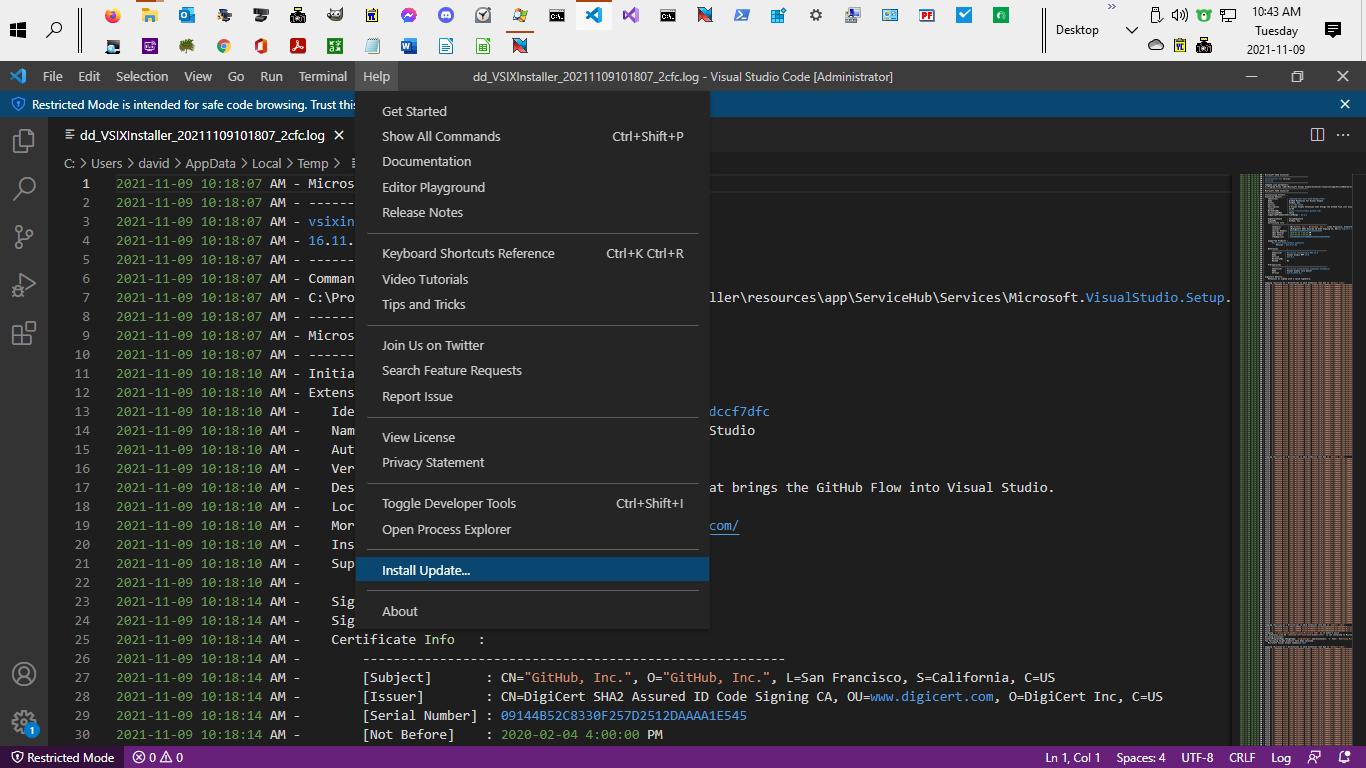 10:43 AM
Desktop
Tuesday
2021-11-09
File Edit Selection View Go Run Terminal Help dd_VSIXInstaller_20211109101807_2cfc.log - Visual Studio Code [Administrator]
Restricted Mode is intended for safe code browsing. Trust this
dd_VSIXInstaller_20211109101807_2cfc.log
C: > Users > david > AppData > Local > Temp >
Get Started
Show All Commands Ctrl+Shift+P
Documentation
Editor Playground
Release Notes
Keyboard Shortcuts Reference Ctrl+K Ctrl+R
Video Tutorials
Tips and Tricks
Join Us on Twitter
Search Feature Requests
Report Issue
View License
Privacy Statement
Toggle Developer Tools Ctrl+Shift+I
Open Process Explorer
Install Update...
About
1 2021-11-09 10:18:07 AM - Micros
2 2021-11-09 10:18:07 AM - ------
3 2021-11-09 10:18:07 AM - vsixin
4 2021-11-09 10:18:07 AM - 16.11.
5 2021-11-09 10:18:07 AM - ------
6 2021-11-09 10:18:07 AM - Comman
7 2021-11-09 10:18:07 AM - C:\Pro ller\resources\app\ServiceHub\Services\Microsoft.VisualStudio.Setup.
8 2021-11-09 10:18:07 AM - ------
9 2021-11-09 10:18:07 AM - Micros
10 2021-11-09 10:18:07 AM - ------
11 2021-11-09 10:18:10 AM - Initia
12 2021-11-09 10:18:10 AM - Extens
13 2021-11-09 10:18:10 AM - Ide dccf7dfc
14 2021-11-09 10:18:10 AM - Nam Studio
15 2021-11-09 10:18:10 AM - Aut
16 2021-11-09 10:18:10 AM - Ver
17 2021-11-09 10:18:10 AM - Des at brings the GitHub Flow into Visual Studio.
18 2021-11-09 10:18:10 AM - Loc
19 2021-11-09 10:18:10 AM - Mor com/
20 2021-11-09 10:18:10 AM - Ins
21 2021-11-09 10:18:10 AM - Sup
22 2021-11-09 10:18:10 AM -
23 2021-11-09 10:18:14 AM - Sig
24 2021-11-09 10:18:14 AM - Sig
25 2021-11-09 10:18:14 AM - Certificate Info :
26 2021-11-09 10:18:14 AM - -------------------------------------------------------
27 2021-11-09 10:18:14 AM - [Subject] : CN="GitHub, Inc.", O="GitHub, Inc.", L=San Francisco, S=California, C=US
28 2021-11-09 10:18:14 AM - [Issuer] : CN=DigiCert SHA2 Assured ID Code Signing CA, OU=www.digicert.com, O=DigiCert Inc, C=US
29 2021-11-09 10:18:14 AM - [Serial Number] : 09144B52C8330F257D2512DAAAA1E545
30 2021-11-09 10:18:14 AM - [Not Before] : 2020-02-04 4:00:00 PM
1
Restricted Mode 0 0 Ln 1, Col 1 Spaces: 4 UTF-8 CRLF Log